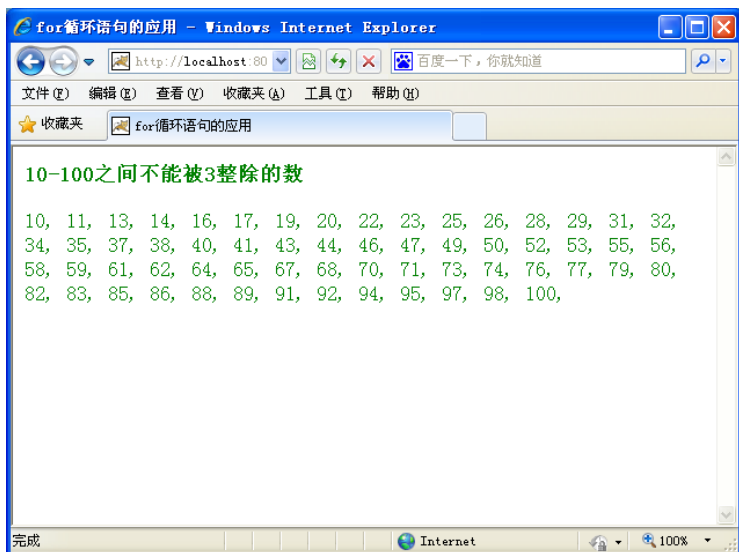 for循环语句的应用 - Windows Internet Explorer
http://localhost:80 百度一下，你就知道
文件(F) 编辑(E) 查看(V) 收藏夹(A) 工具(T) 帮助(H)
收藏夹 for循环语句的应用
10-100之间不能被3整除的数
10, 11, 13, 14, 16, 17, 19, 20, 22, 23, 25, 26, 28, 29, 31, 32,
34, 35, 37, 38, 40, 41, 43, 44, 46, 47, 49, 50, 52, 53, 55, 56,
58, 59, 61, 62, 64, 65, 67, 68, 70, 71, 73, 74, 76, 77, 79, 80,
82, 83, 85, 86, 88, 89, 91, 92, 94, 95, 97, 98, 100,
完成 Internet 100%